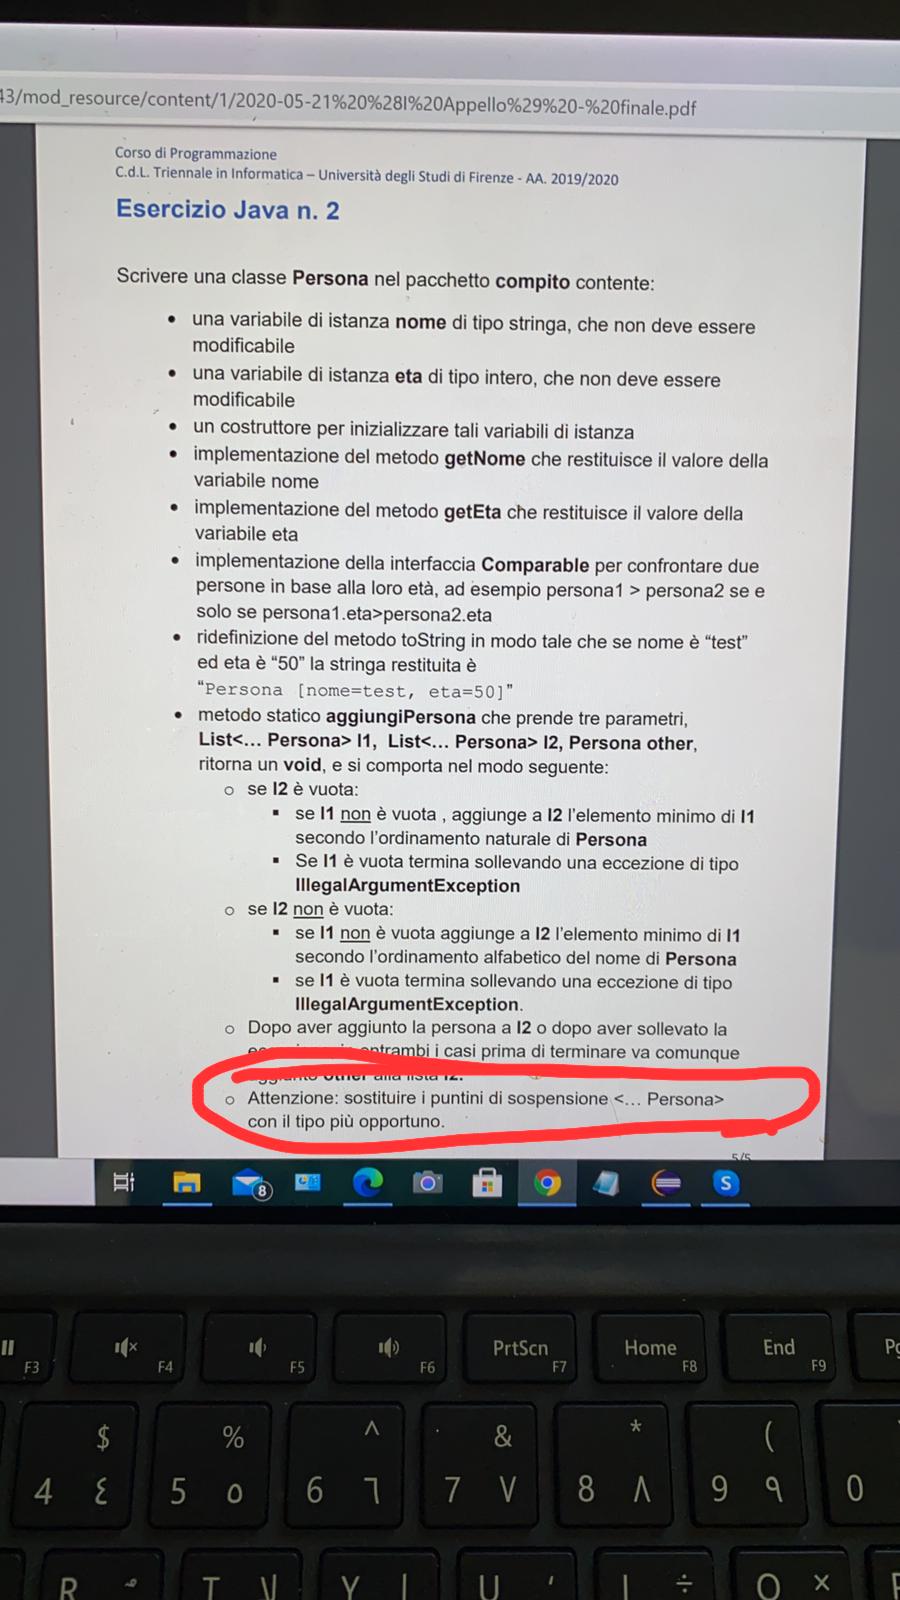 43/mod_resource/content/1/2020-05-21%20%28I%20Appello%29%20-%20finale.pdf
Corso di Programmazione
C.d.L. Triennale in Informatica – Università degli Studi di Firenze - AA. 2019/2020
Esercizio Java n. 2
Scrivere una classe Persona nel pacchetto compito contente:
• una variabile di istanza nome di tipo stringa, che non deve essere
modificabile
• una variabile di istanza eta di tipo intero, che non deve essere
modificabile
• un costruttore per inizializzare tali variabili di istanza
• implementazione del metodo getNome che restituisce il valore della
variabile nome
• implementazione del metodo getEta che restituisce il valore della
variabile eta
• implementazione della interfaccia Comparable per confrontare due
persone in base alla loro età, ad esempio persona1 > persona2 se e
solo se persona1.eta>persona2.eta
• ridefinizione del metodo toString in modo tale che se nome è “test”
ed eta è “50” la stringa restituita è
“Persona [nome=test, eta=50]”
• metodo statico aggiungiPersona che prende tre parametri,
List<... Persona> l1, List<... Persona> l2, Persona other,
ritorna un void, e si comporta nel modo seguente:
o se l2 è vuota:
▪ se l1 non è vuota , aggiunge a l2 l’elemento minimo di l1
secondo l’ordinamento naturale di Persona
▪ Se l1 è vuota termina sollevando una eccezione di tipo
IllegalArgumentException
o se l2 non è vuota:
▪ se l1 non è vuota aggiunge a l2 l’elemento minimo di l1
secondo l’ordinamento alfabetico del nome di Persona
▪ se l1 è vuota termina sollevando una eccezione di tipo
IllegalArgumentException.
o Dopo aver aggiunto la persona a l2 o dopo aver sollevato la
entrambi i casi prima di terminare va comunque
aggiunto other alla lista l2.
o Attenzione: sostituire i puntini di sospensione <... Persona>
con il tipo più opportuno.
5/5
8
S
F3 F4 F5 F6 PrtScn F7 Home F8 End F9
$ % ^ & * (
4 ٤ 5 ٥ 6 ٦ 7 ٧ 8 ٨ 9 ٩ 0
R T Y U I ÷ O ×